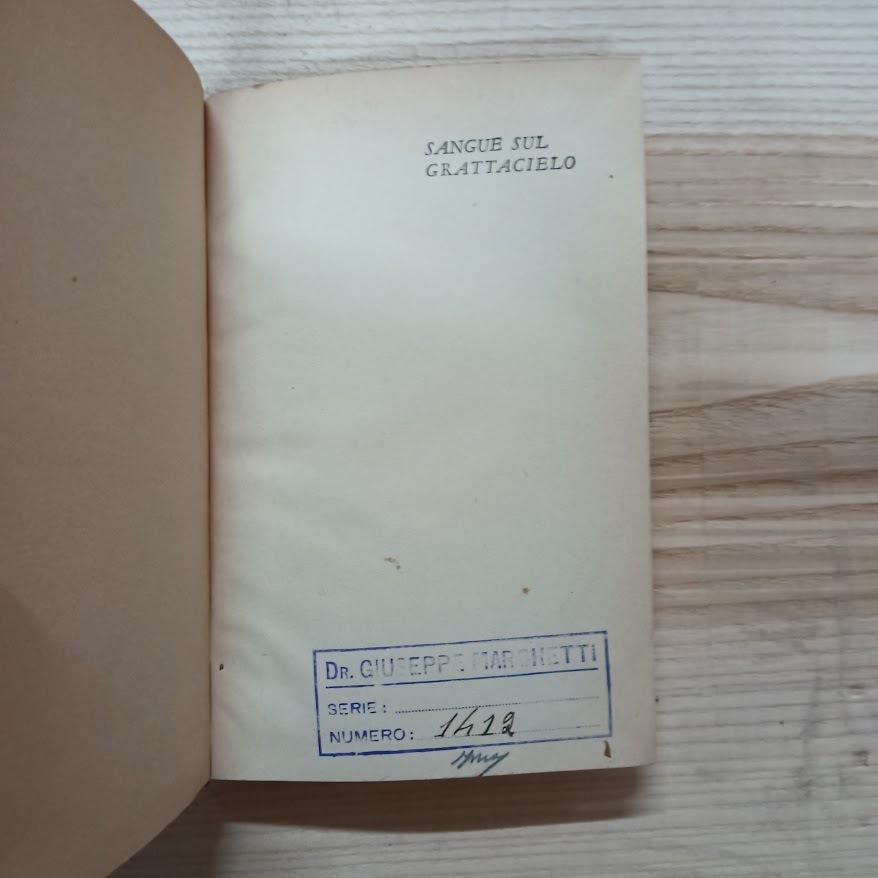 SANGUE SUL
GRATTACIELO
DR. GIUSEPPE MARCHETTI
SERIE:
NUMERO: 1412